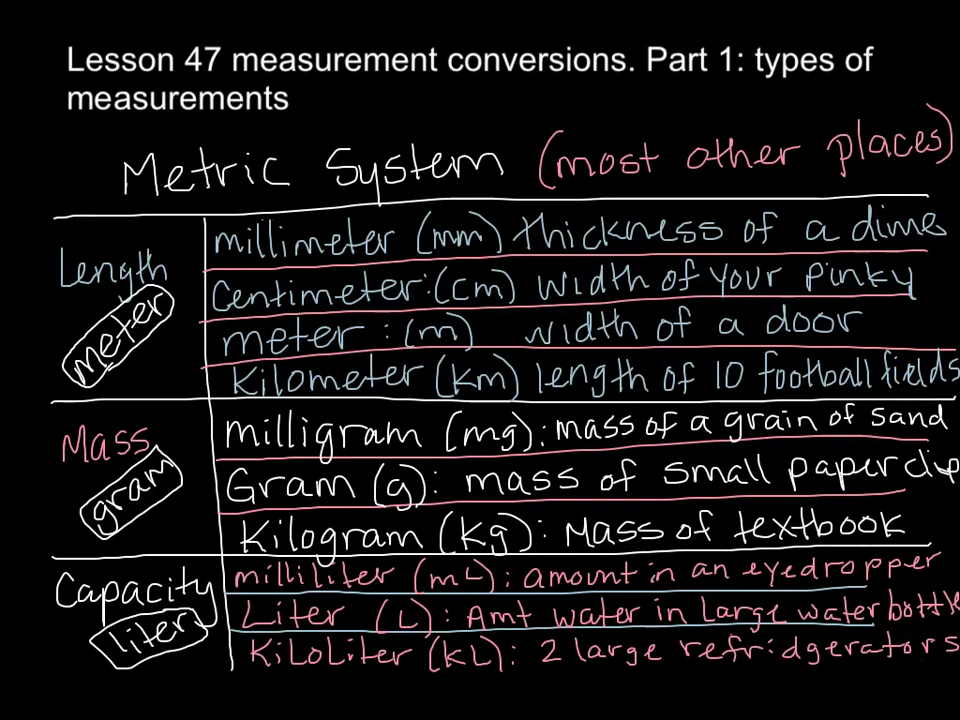 Lesson 47 measurement conversions. Part 1: types of
measurements
Metric System (most other places)
Length
meter
millimeter (mm) thickness of a dime
Centimeter: (cm) width of your pinky
meter : (m) width of a door
Kilometer (Km) length of 10 football fields
Mass
gram
milligram (mg): mass of a grain of sand
Gram (g): mass of small paperclip
Kilogram (Kg): Mass of textbook
Capacity
liter
milliliter (mL): amount in an eyedropper
Liter (L): Amt water in Large water bottle
KiLoLiter (KL): 2 large refridgerators